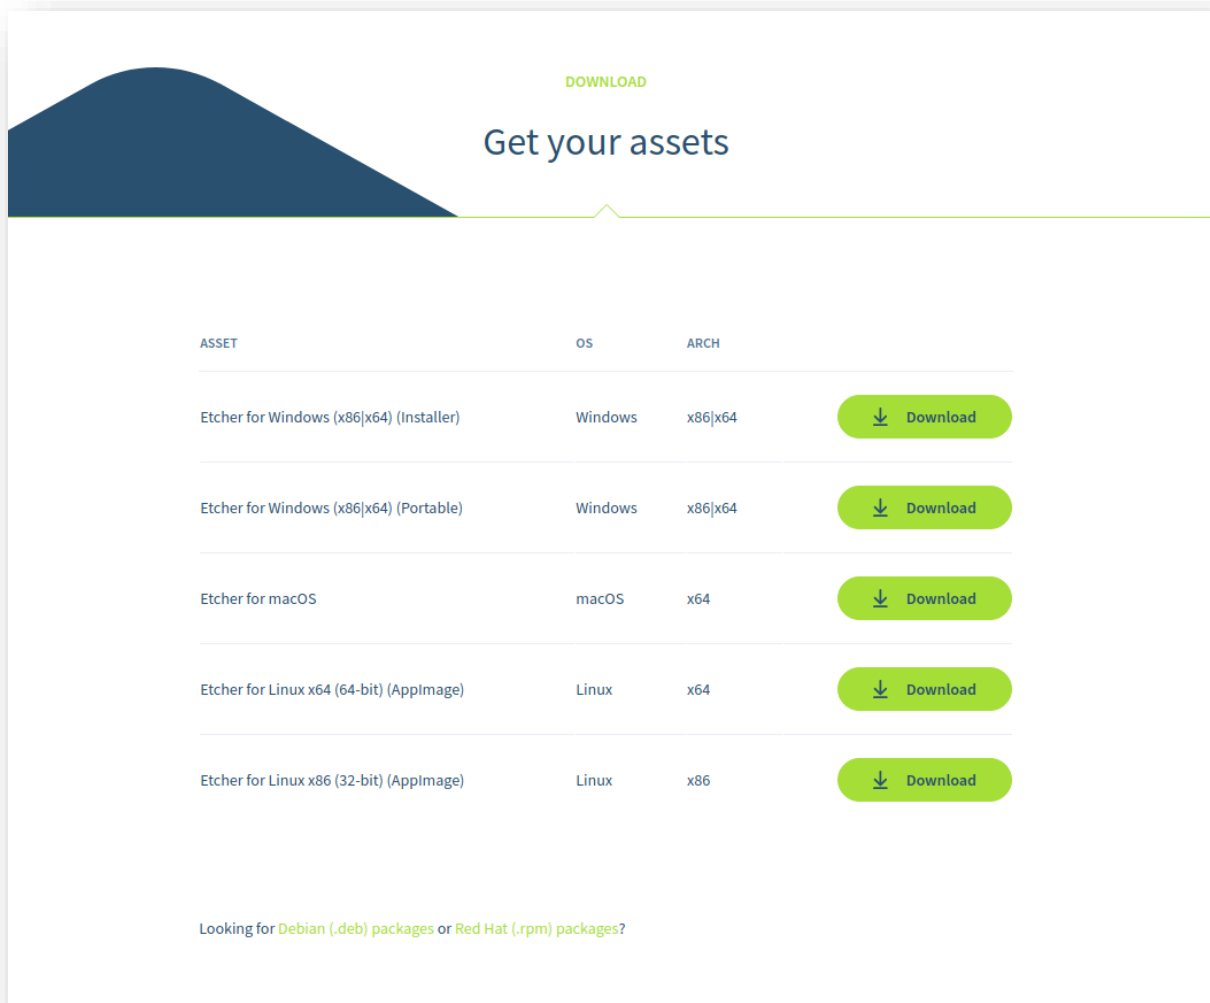 DOWNLOAD
Get your assets
ASSET OS ARCH
Etcher for Windows (x86|x64) (Installer) Windows x86|x64 Download
Etcher for Windows (x86|x64) (Portable) Windows x86|x64 Download
Etcher for macOS macOS x64 Download
Etcher for Linux x64 (64-bit) (AppImage) Linux x64 Download
Etcher for Linux x86 (32-bit) (AppImage) Linux x86 Download
Looking for Debian (.deb) packages or Red Hat (.rpm) packages?